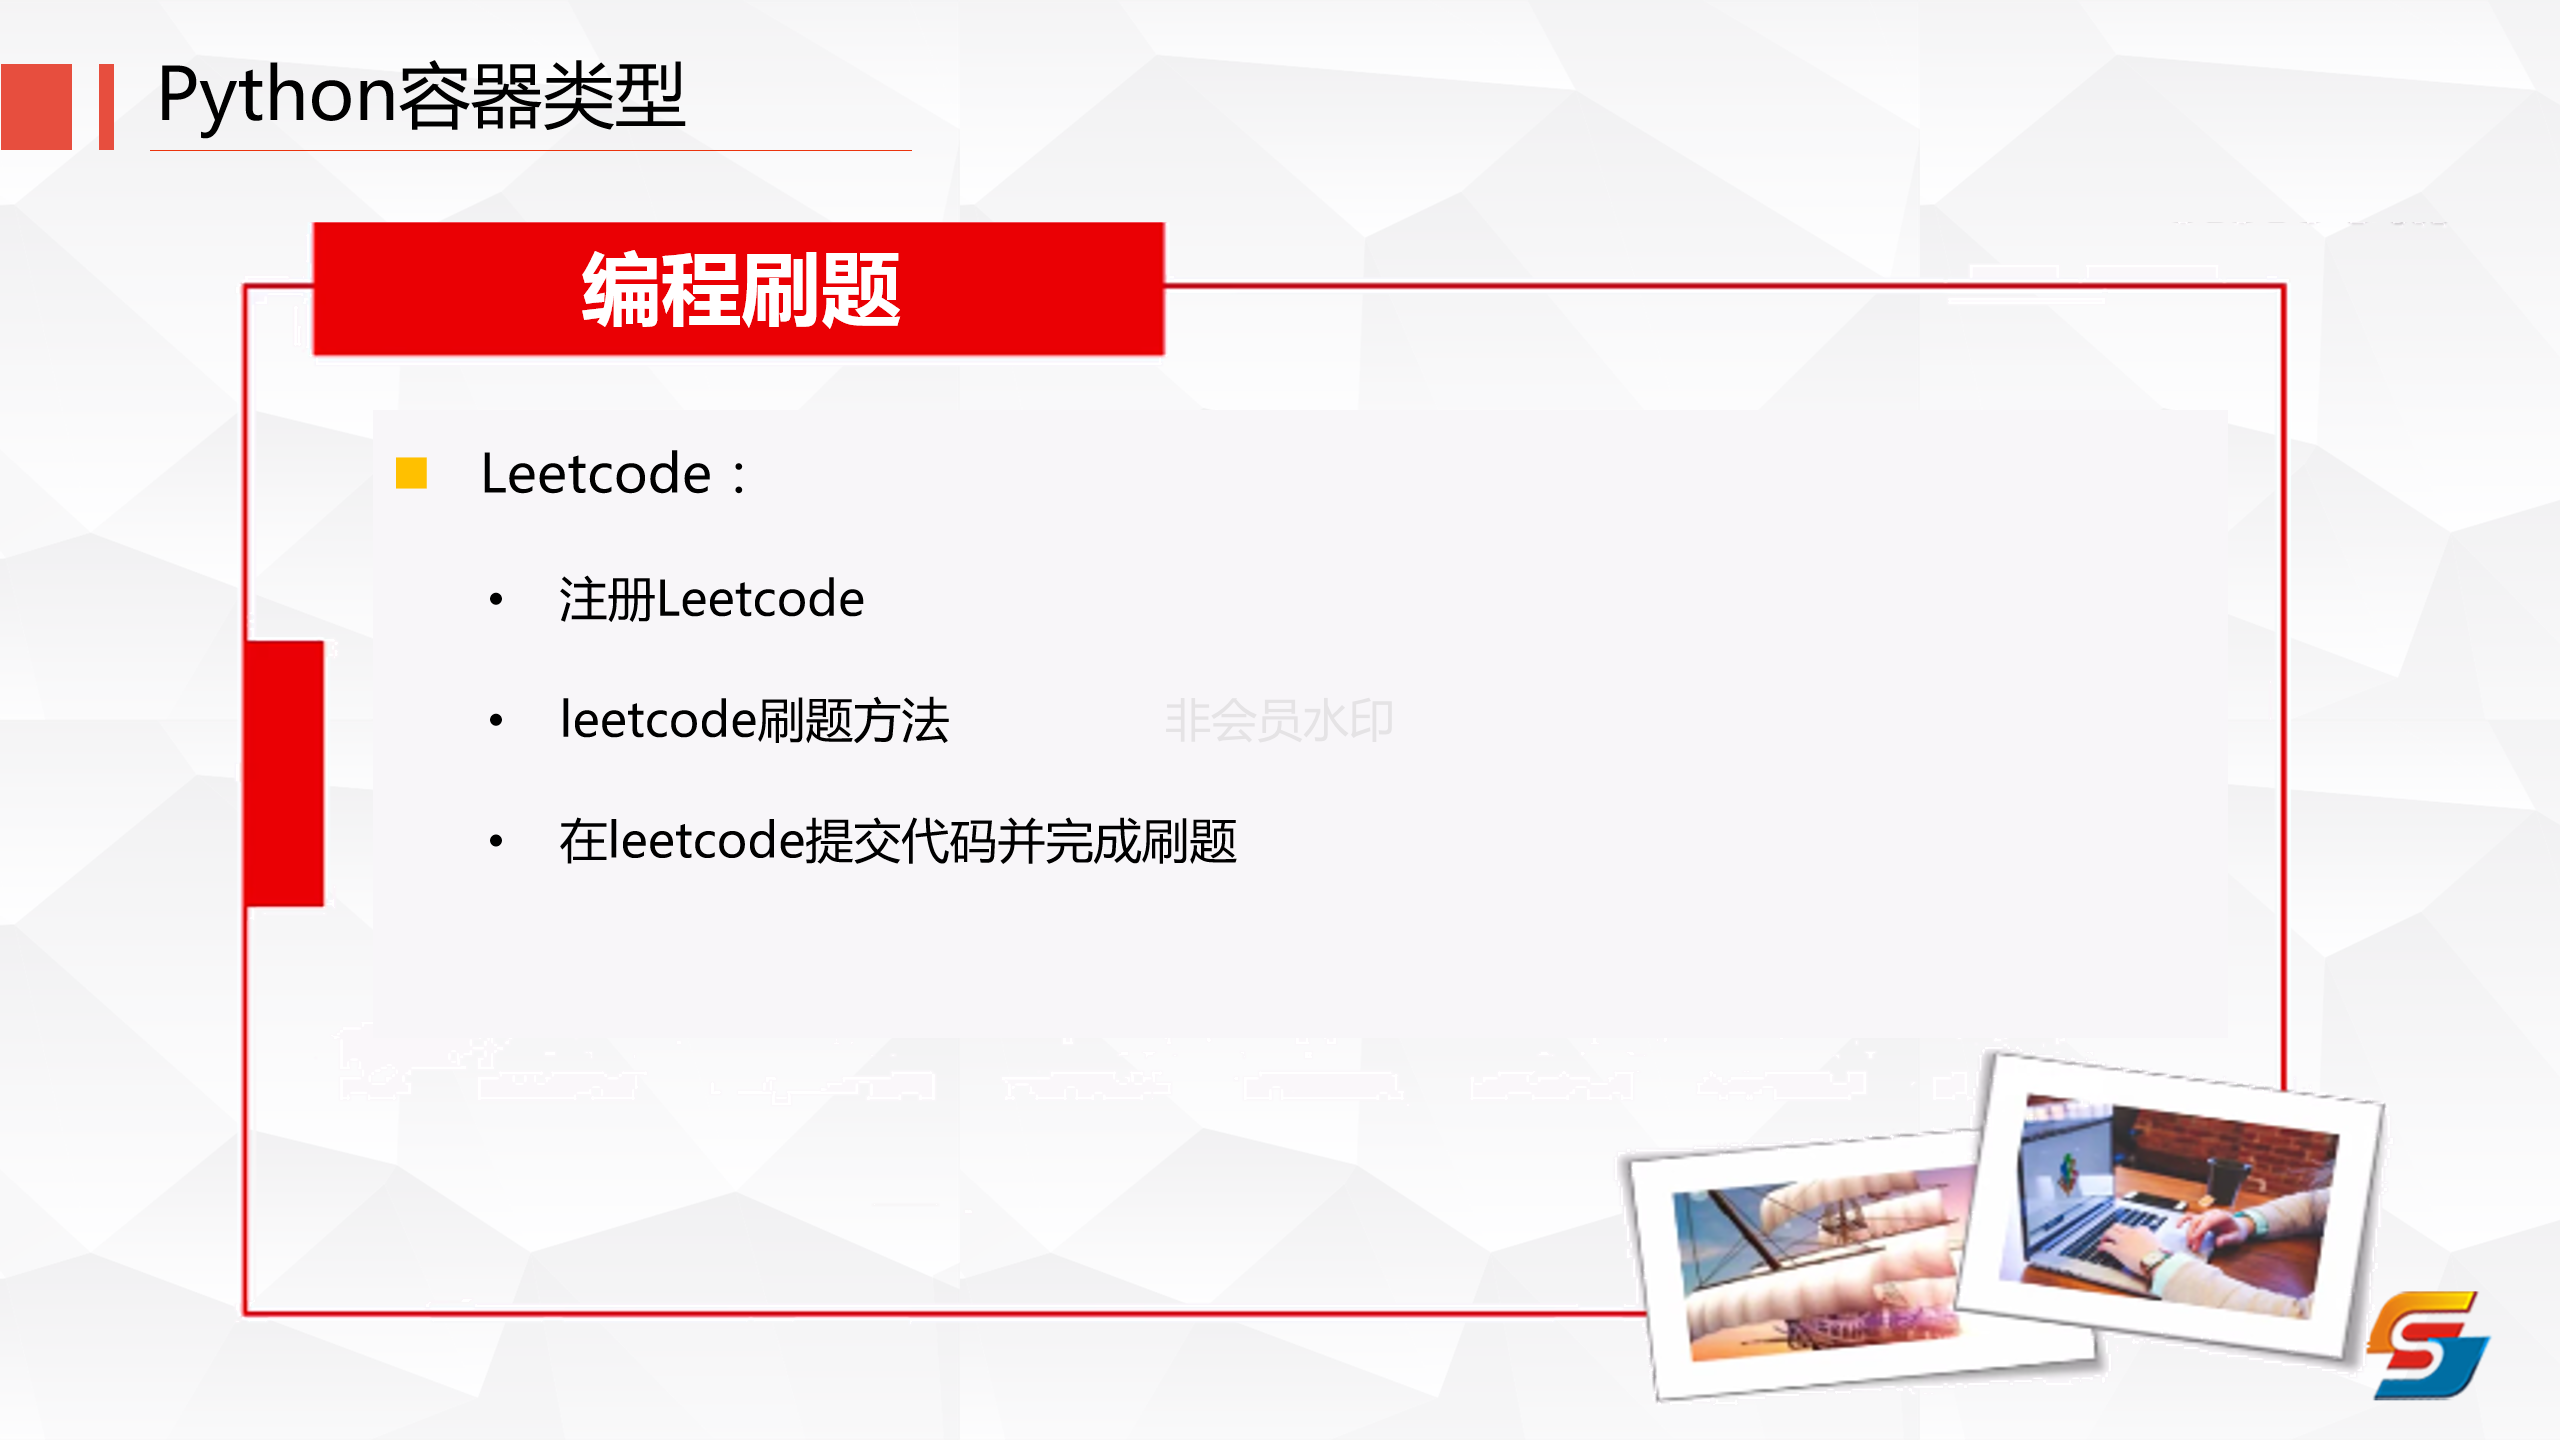 Python容器类型
编程刷题
Leetcode：
• 注册Leetcode
• leetcode刷题方法
非会员水印
• 在leetcode提交代码并完成刷题